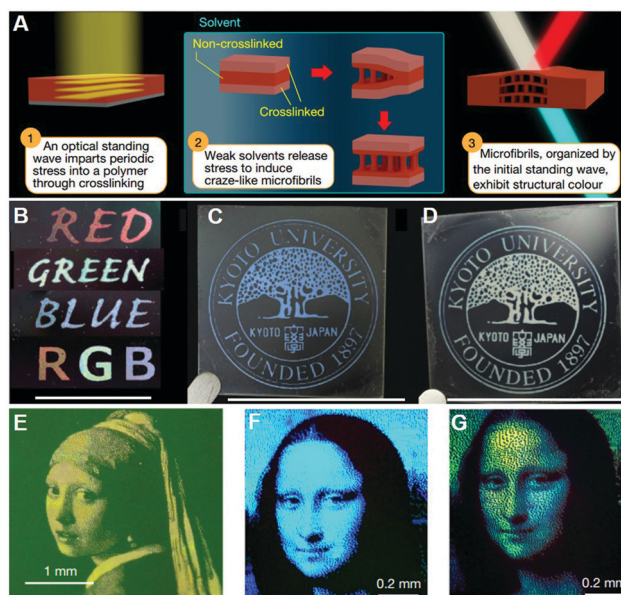 A
Solvent
Non-crosslinked
Crosslinked
1
An optical standing
wave imparts periodic
stress into a polymer
through crosslinking
2
Weak solvents release
stress to induce
craze-like microfibrils
3
Microfibrils, organized by
the initial standing wave,
exhibit structural colour
B
RED
GREEN
BLUE
RGB
C
KYOTO UNIVERSITY
KYOTO JAPAN
FOUNDED 1897
D
KYOTO UNIVERSITY
KYOTO JAPAN
FOUNDED 1897
E
1 mm
F
0.2 mm
G
0.2 mm